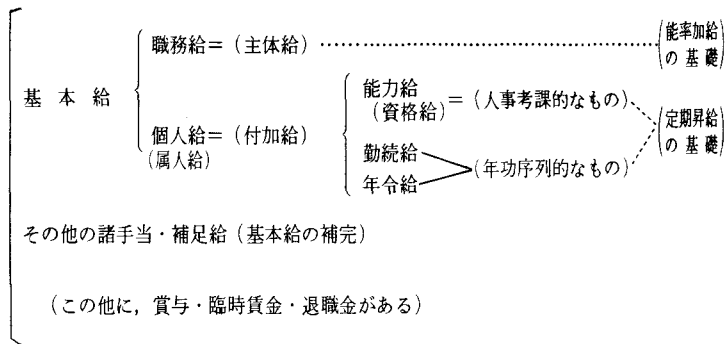 職務給=(主体給)……………………………………(能率加給の基礎)
基本給
個人給=(付加給)
(属人給)
能力給
(資格給)=(人事考課的なもの)
(定期昇給の基礎)
勤続給
(年功序列的なもの)
年令給
その他の諸手当・補足給(基本給の補完)
(この他に,賞与・臨時賃金・退職金がある)